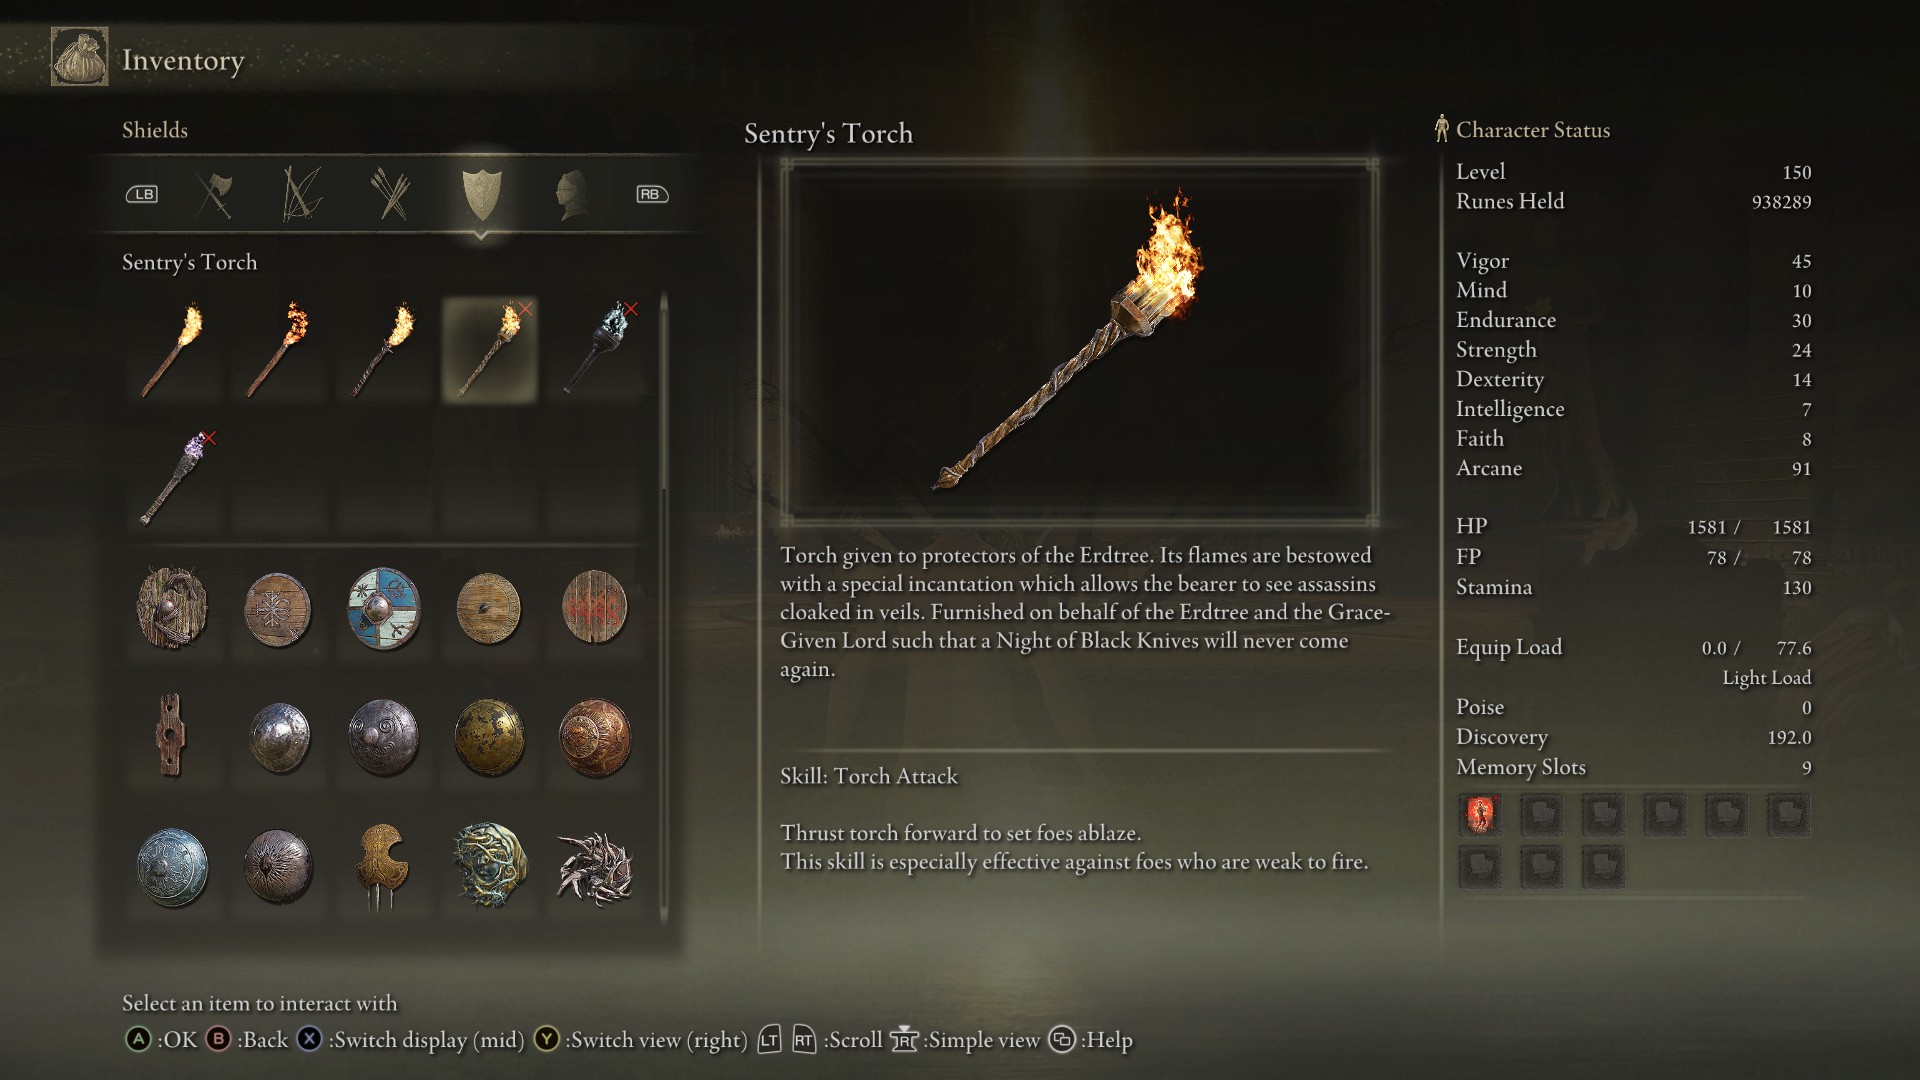 Inventory
Shields
LB
RB
Sentry's Torch
Sentry's Torch
Torch given to protectors of the Erdtree. Its flames are bestowed
with a special incantation which allows the bearer to see assassins
cloaked in veils. Furnished on behalf of the Erdtree and the Grace-
Given Lord such that a Night of Black Knives will never come
again.
Skill: Torch Attack
Thrust torch forward to set foes ablaze.
This skill is especially effective against foes who are weak to fire.
Character Status
Level 150
Runes Held 938289
Vigor 45
Mind 10
Endurance 30
Strength 24
Dexterity 14
Intelligence 7
Faith 8
Arcane 91
HP 1581 / 1581
FP 78 / 78
Stamina 130
Equip Load 0.0 / 77.6
Light Load
Poise 0
Discovery 192.0
Memory Slots 9
Select an item to interact with
A :OK B :Back X :Switch display (mid) Y :Switch view (right) LT RT :Scroll R :Simple view :Help